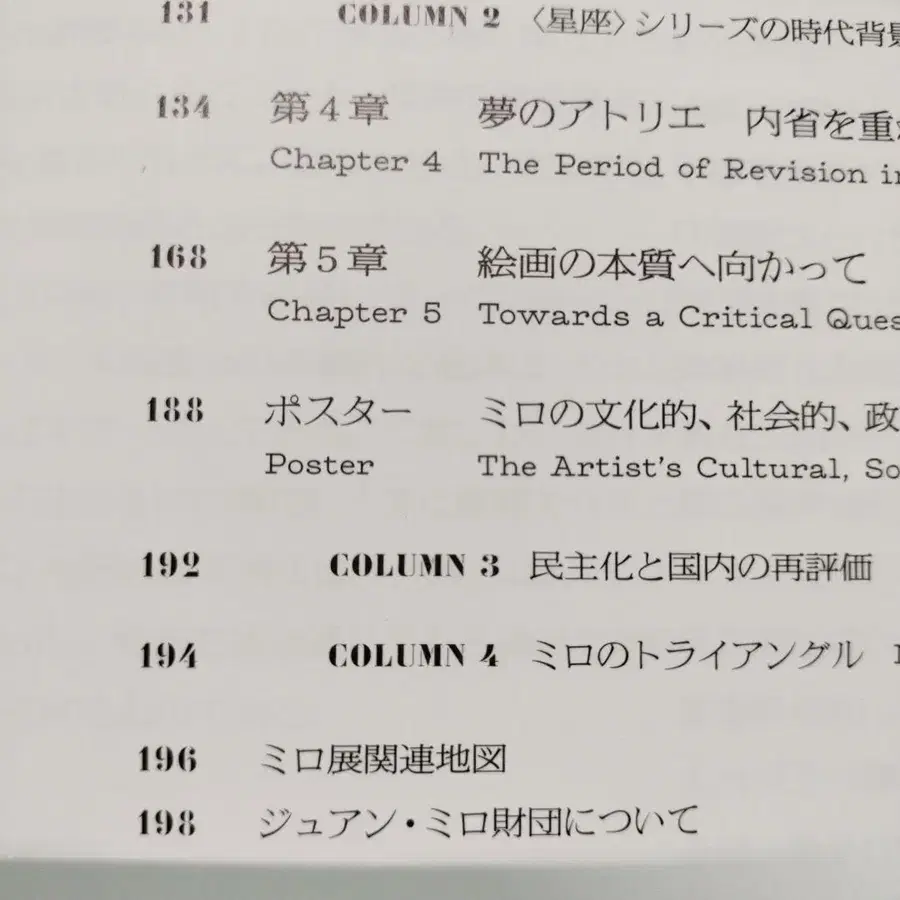 131 COLUMN 2 〈星座〉シリーズの時代背景
134 第4章 夢のアトリエ 内省を重
Chapter 4 The Period of Revision in
168 第5章 絵画の本質へ向かって
Chapter 5 Towards a Critical Ques
188 ポスター ミロの文化的、社会的、政
Poster The Artist's Cultural, So
192 COLUMN 3 民主化と国内の再評価
194 COLUMN 4 ミロのトライアングル
196 ミロ展関連地図
198 ジュアン・ミロ財団について